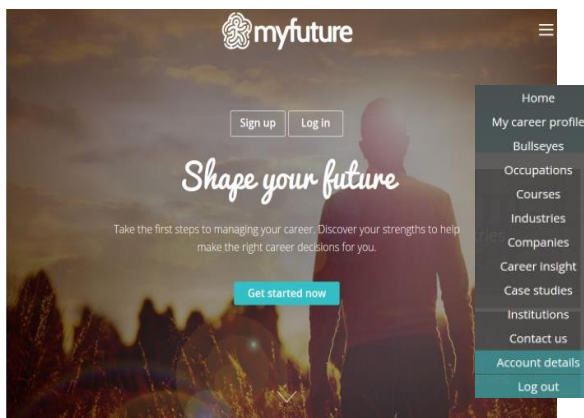 myfuture
Sign up
Log in
Shape your future
Take the first steps to managing your career. Discover your strengths to help
make the right career decisions for you.
Get started now
Home
My career profile
Bullseyes
Occupations
Courses
Industries
Companies
Career insight
Case studies
Institutions
Contact us
Account details
Log out